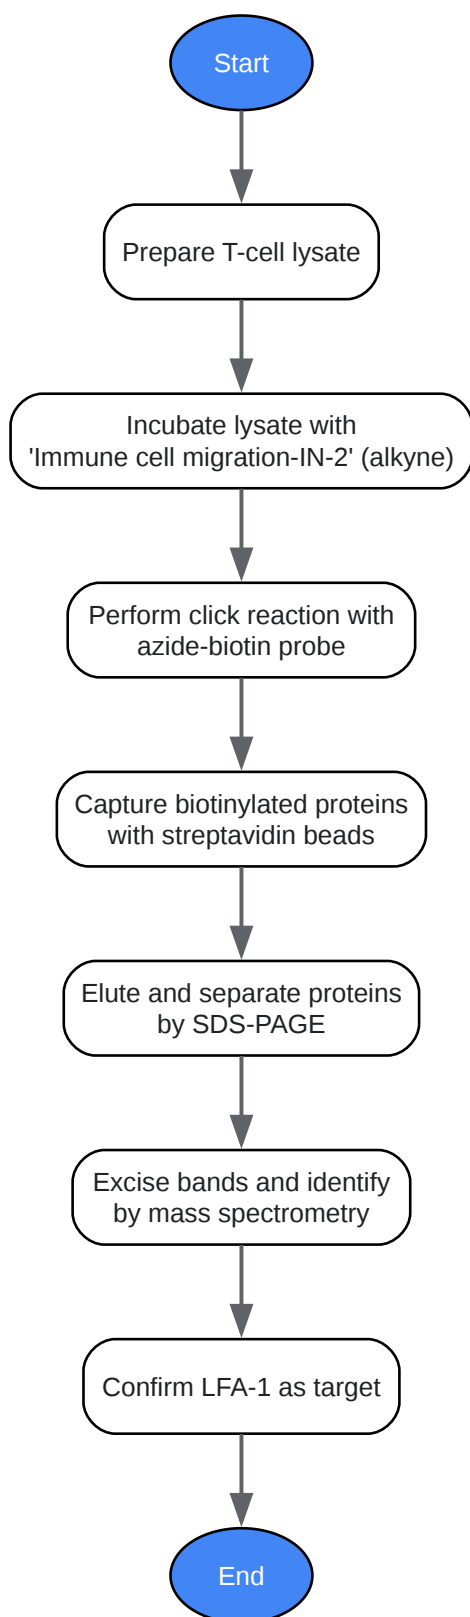 Start
Prepare T-cell lysate
Incubate lysate with
'Immune cell migration-IN-2' (alkyne)
Perform click reaction with
azide-biotin probe
Capture biotinylated proteins
with streptavidin beads
Elute and separate proteins
by SDS-PAGE
Excise bands and identify
by mass spectrometry
Confirm LFA-1 as target
End